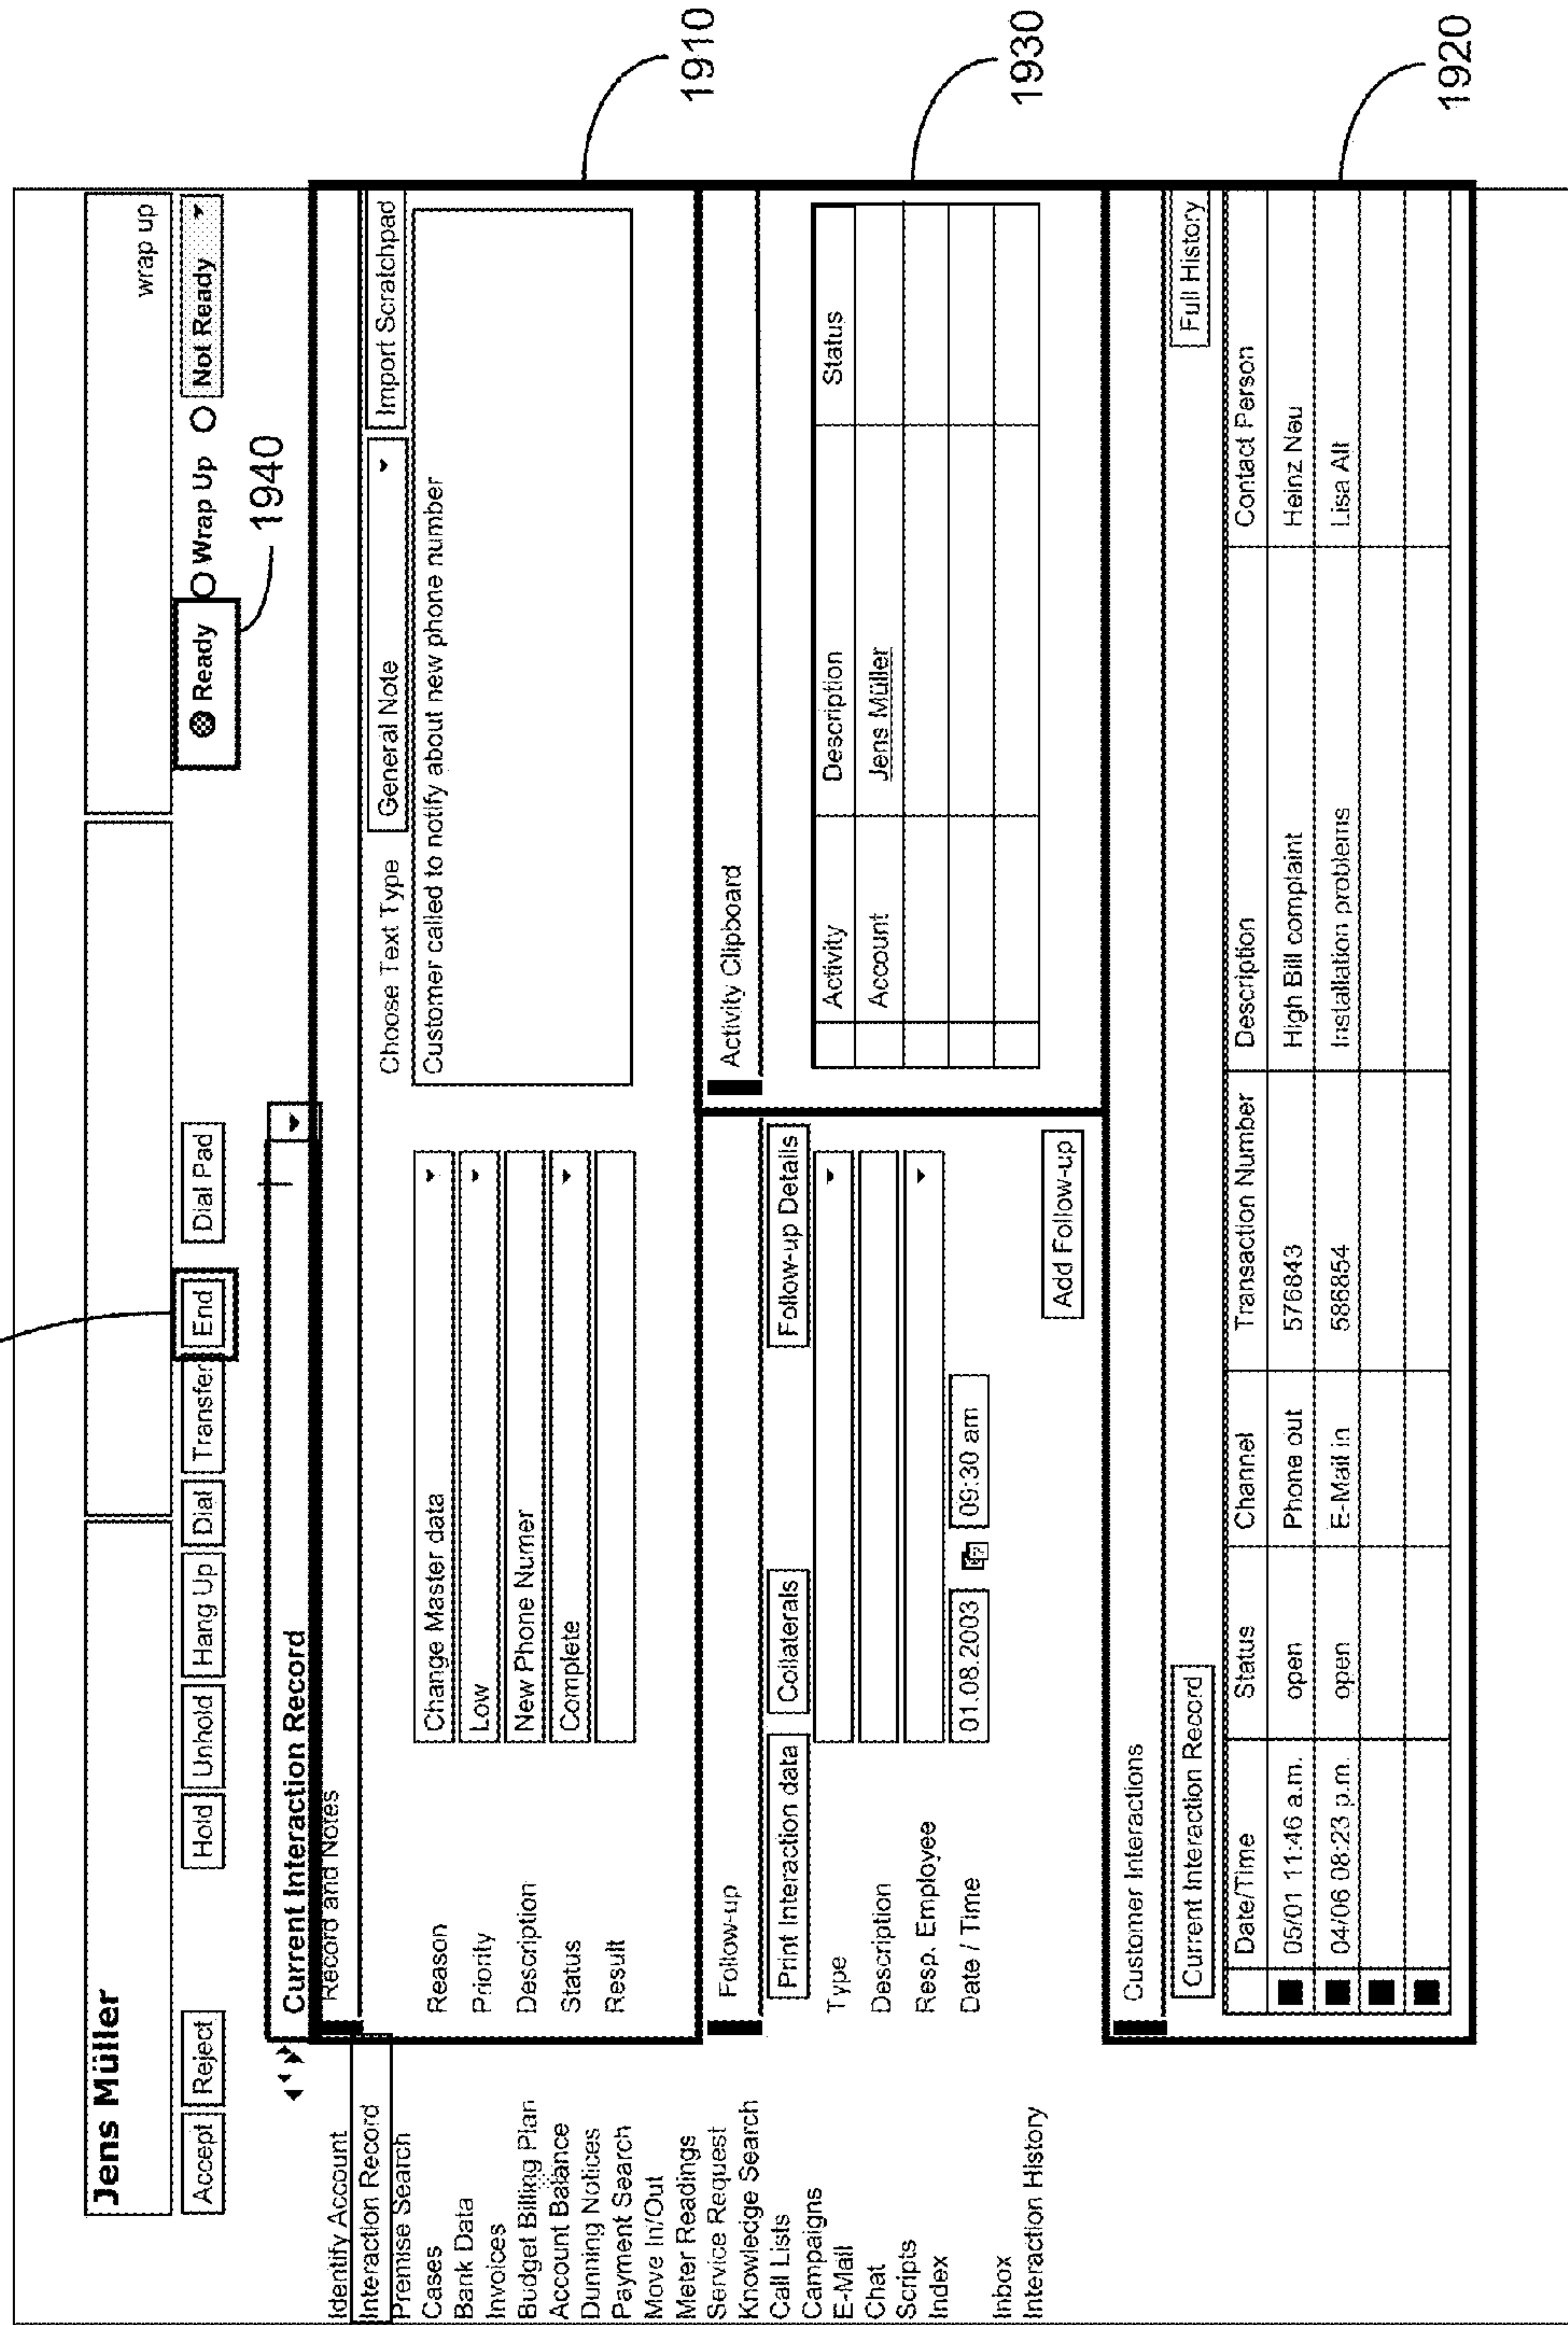 Jens Müller
wrap up
Accept Reject Hold Unhold Hang Up Dial Transfer End Dial Pad Ready Wrap Up Not Ready
1940
Current Interaction Record
Identify Account
Interaction Record
Premise Search
Cases
Bank Data
Invoices
Budget Billing Plan
Account Balance
Dunning Notices
Payment Search
Move In/Out
Meter Readings
Service Request
Knowledge Search
Call Lists
Campaigns
E-Mail
Chat
Scripts
Index
Inbox
Interaction History
Record and Notes
Choose Text Type General Note Import Scratchpad
Reason Change Master data
Priority Low
Description New Phone Numer
Status Complete
Result
Customer called to notify about new phone number
1910
Follow-up
Print Interaction data Collaterals Follow-up Details
Type
Description
Resp. Employee
Date / Time 01.08.2003 09:30 am
Add Follow-up
Activity Clipboard
Activity Description Status
Account Jens Müller
1930
Customer Interactions
Current Interaction Record Full History
Date/Time Status Channel Transaction Number Description Contact Person
05/01 11:46 a.m. open Phone out 576843 High Bill complaint Heinz Neu
04/06 08:23 p.m. open E-Mail in 586854 Installation problems Lisa Alt
1920